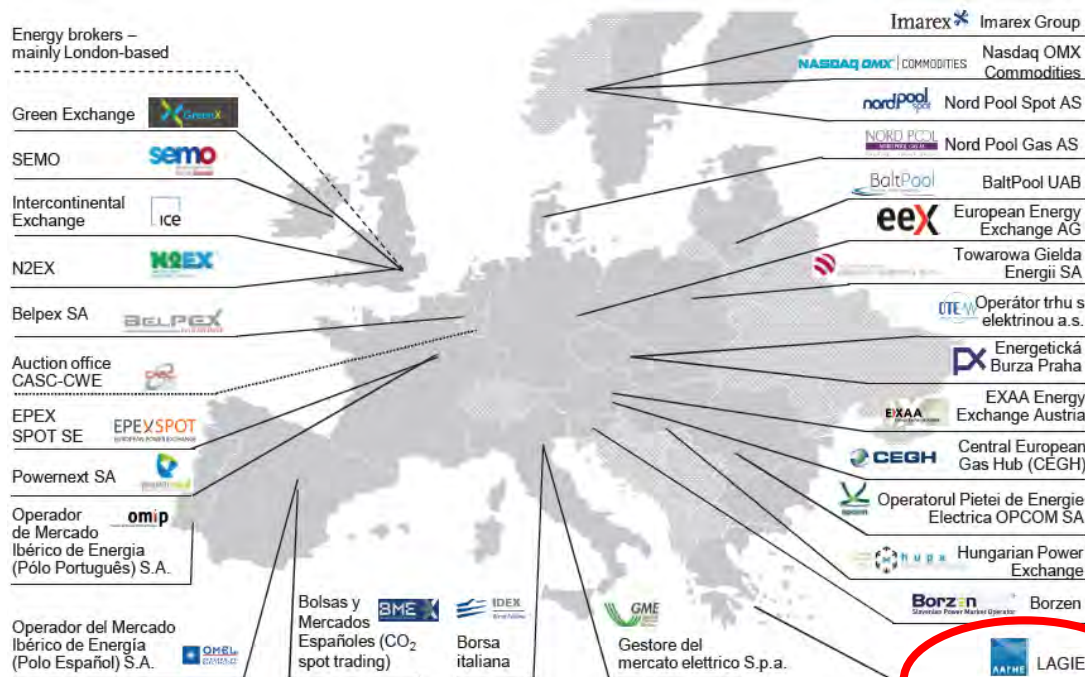 Energy brokers –
mainly London-based
Green Exchange
GreenX
SEMO
semo
Intercontinental
Exchange
ice
N2EX
N2EX
Belpex SA
BELPEX
Auction office
CASC-CWE
CASC
EPEX
SPOT SE
EPEXSPOT
EUROPEAN POWER EXCHANGE
Powernext SA
Operador
de Mercado
Ibérico de Energia
(Pólo Português) S.A.
omip
Operador del Mercado
Ibérico de Energía
(Polo Español) S.A.
OMEL
Bolsas y
Mercados
Españoles (CO2
spot trading)
BME X
IDEX
Borsa
italiana
GME
Gestore del
mercato elettrico S.p.a.
Imarex
Imarex Group
NASDAQ OMX | COMMODITIES
Nasdaq OMX
Commodities
nordpool
spot
Nord Pool Spot AS
NORD POOL
Nord Pool Gas AS
BaltPool
BaltPool UAB
eex
European Energy
Exchange AG
Towarowa Gielda
Energii SA
OTE
Operátor trhu s
elektrinou a.s.
PX
Energetická
Burza Praha
EXAA
EXAA Energy
Exchange Austria
CEGH
Central European
Gas Hub (CEGH)
opcom
Operatorul Pietei de Energie
Electrica OPCOM SA
hupx
Hungarian Power
Exchange
Borzen
Slovenian Power Market Operator
Borzen
ΛΑΓΗΕ
LAGIE